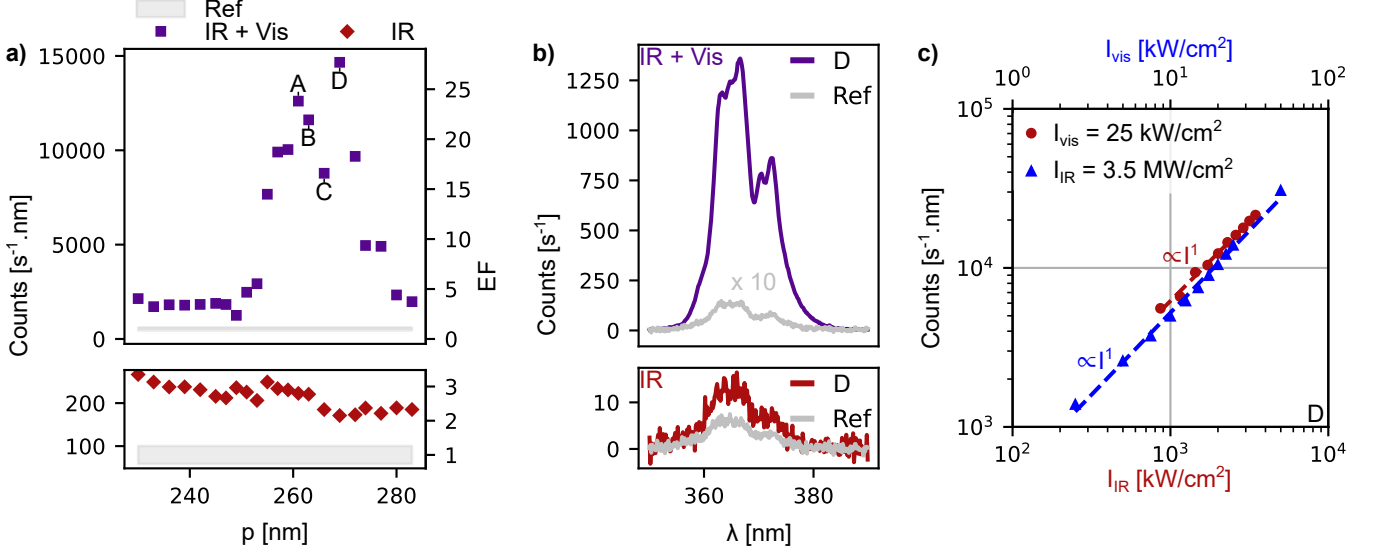 Ref
IR + Vis
IR
a)
15000
10000
5000
0
Counts [s⁻¹.nm]
25
20
15
10
5
0
EF
A
B
C
D
200
100
3
2
1
240
260
280
p [nm]
b)
IR + Vis
D
Ref
x 10
1250
1000
750
500
250
0
Counts [s⁻¹]
IR
D
Ref
10
0
360
380
λ [nm]
c)
I_vis [kW/cm²]
10⁰
10¹
10²
10⁵
10⁴
10³
Counts [s⁻¹.nm]
I_vis = 25 kW/cm²
I_IR = 3.5 MW/cm²
∝I¹
∝I¹
D
10²
10³
10⁴
I_IR [kW/cm²]